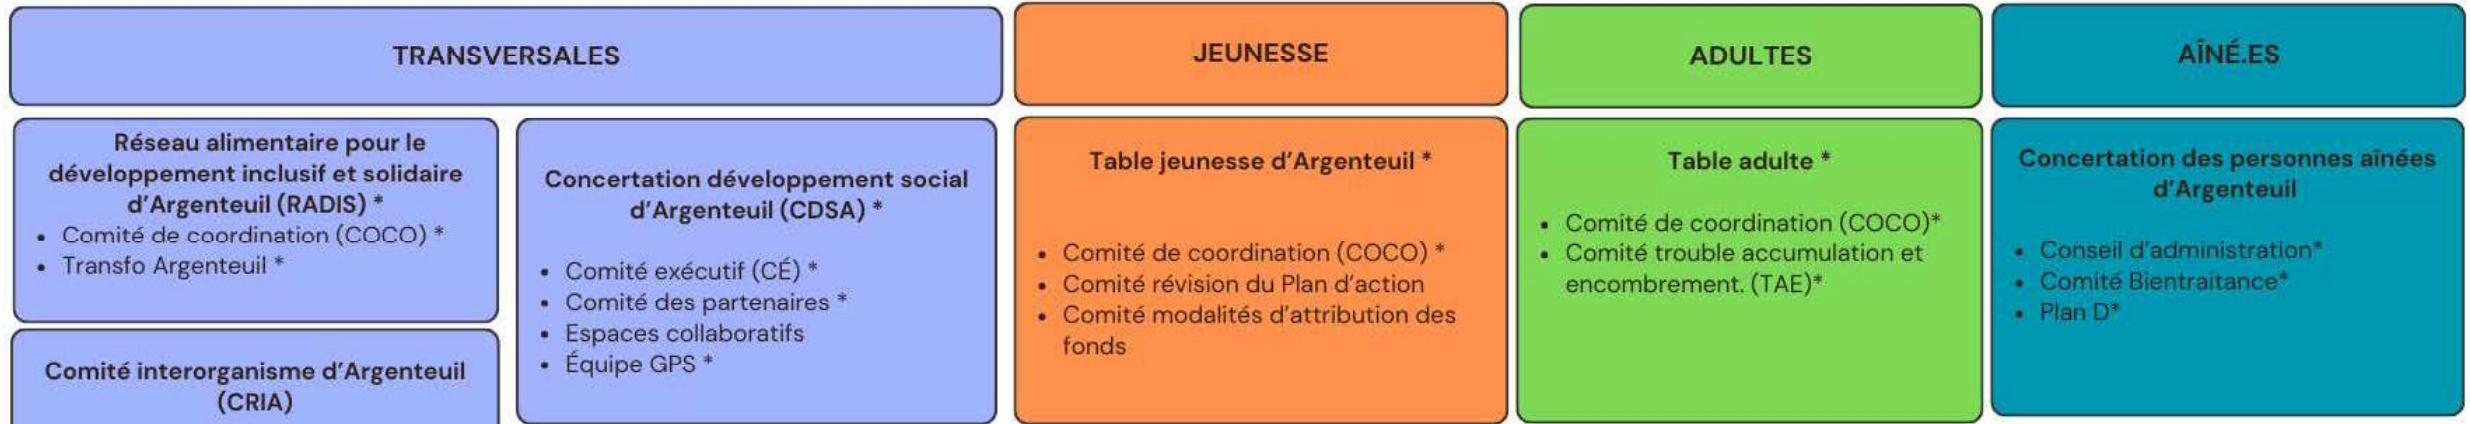 TRANSVERSALES
Réseau alimentaire pour le
développement inclusif et solidaire
d'Argenteuil (RADIS) *
• Comité de coordination (COCO) *
• Transfo Argenteuil *
Comité interorganisme d'Argenteuil
(CRIA)
Concertation développement social
d'Argenteuil (CDSA) *
• Comité exécutif (CÉ) *
• Comité des partenaires *
• Espaces collaboratifs
• Équipe GPS *
JEUNESSE
Table jeunesse d'Argenteuil *
• Comité de coordination (COCO) *
• Comité révision du Plan d'action
• Comité modalités d'attribution des
fonds
ADULTES
Table adulte *
• Comité de coordination (COCO)*
• Comité trouble accumulation et
encombrement. (TAE)*
AÎNÉ.ES
Concertation des personnes aînées
d'Argenteuil
• Conseil d'administration*
• Comité Bientraitance*
• Plan D*